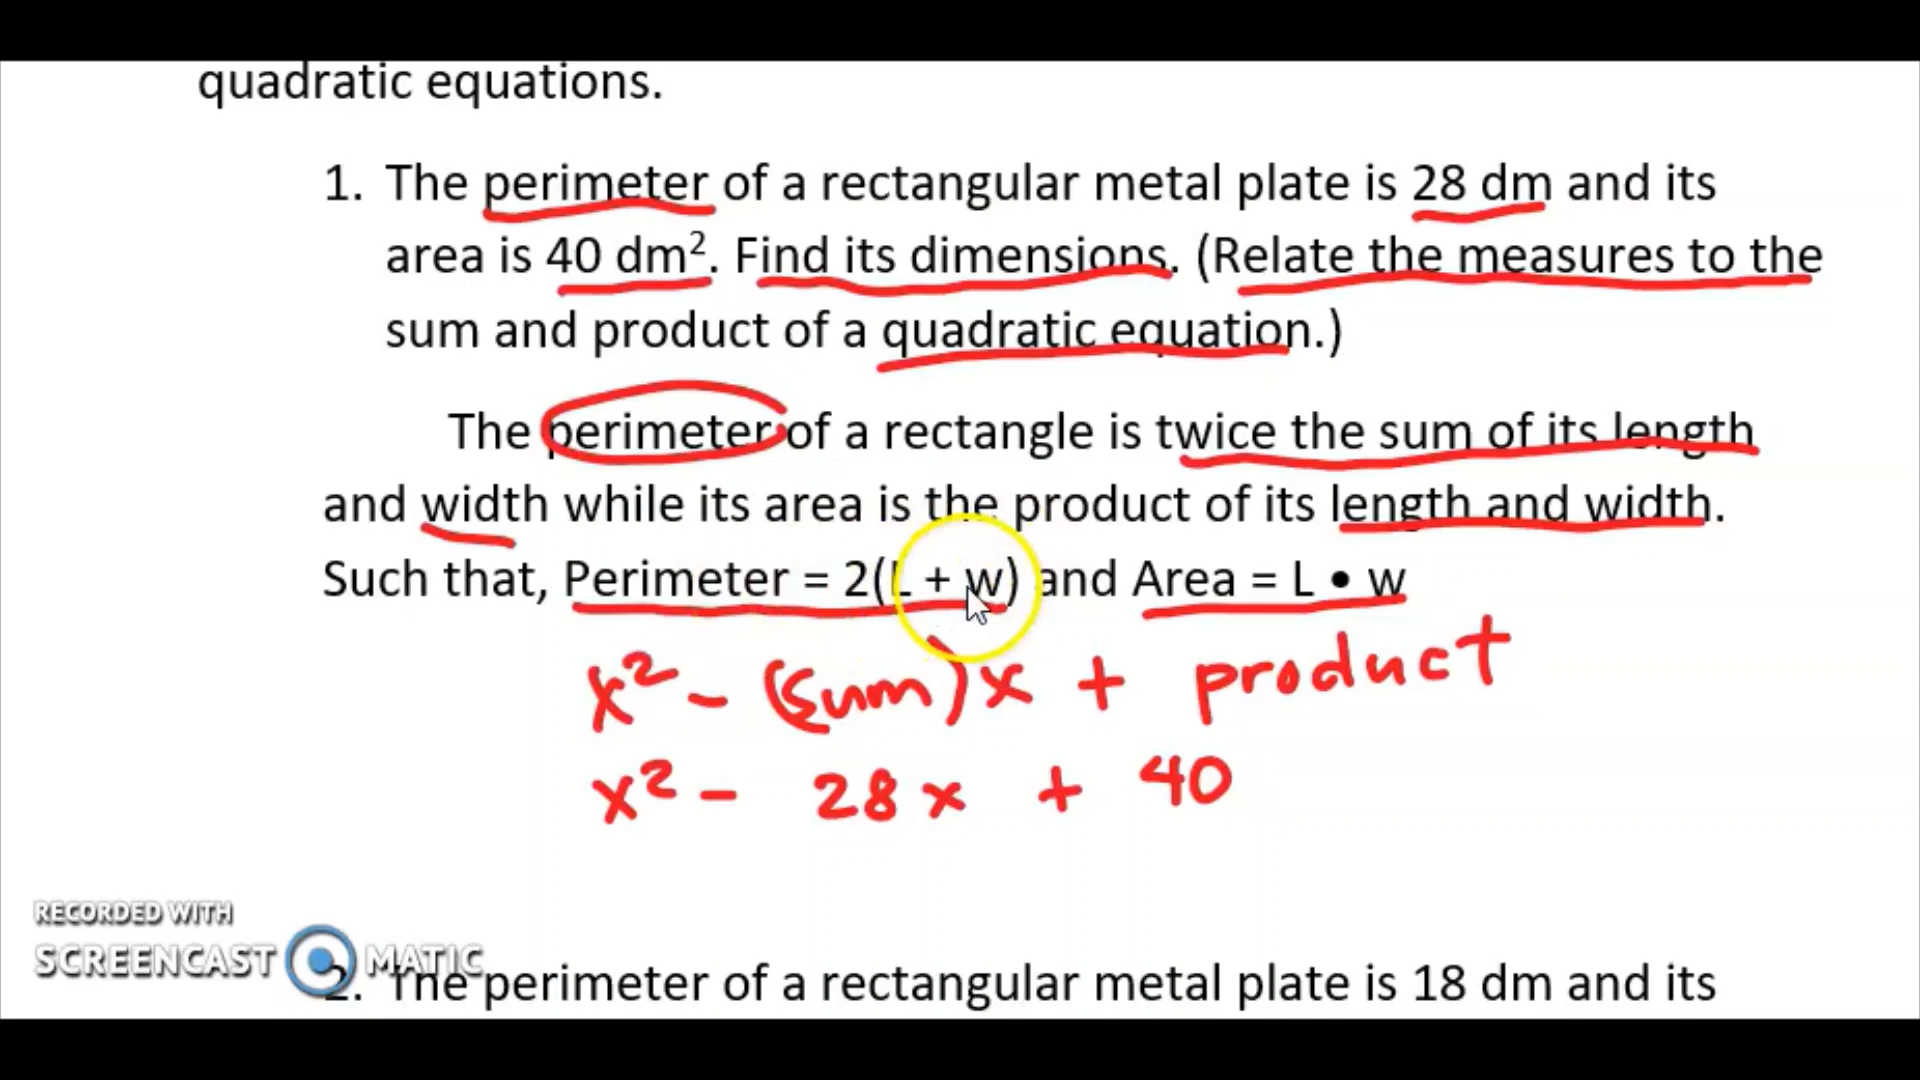 quadratic equations.
1. The perimeter of a rectangular metal plate is 28 dm and its
area is 40 dm². Find its dimensions. (Relate the measures to the
sum and product of a quadratic equation.)
The perimeter of a rectangle is twice the sum of its length
and width while its area is the product of its length and width.
Such that, Perimeter = 2(L + w) and Area = L • w
x² - (sum)x + product
x² - 28x + 40
RECORDED WITH
SCREENCAST MATIC
2. The perimeter of a rectangular metal plate is 18 dm and its